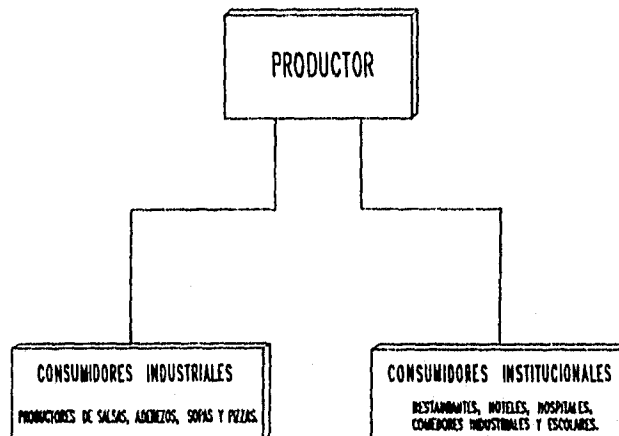 PRODUCTOR
CONSUMIDORES INDUSTRIALES
PRODUCTORES DE SALSAS, ADEREZOS, SOPAS Y PIZZAS.
CONSUMIDORES INSTITUCIONALES
RESTAURANTES, HOTELES, HOSPITALES,
COMEDORES INDUSTRIALES Y ESCOLARES.